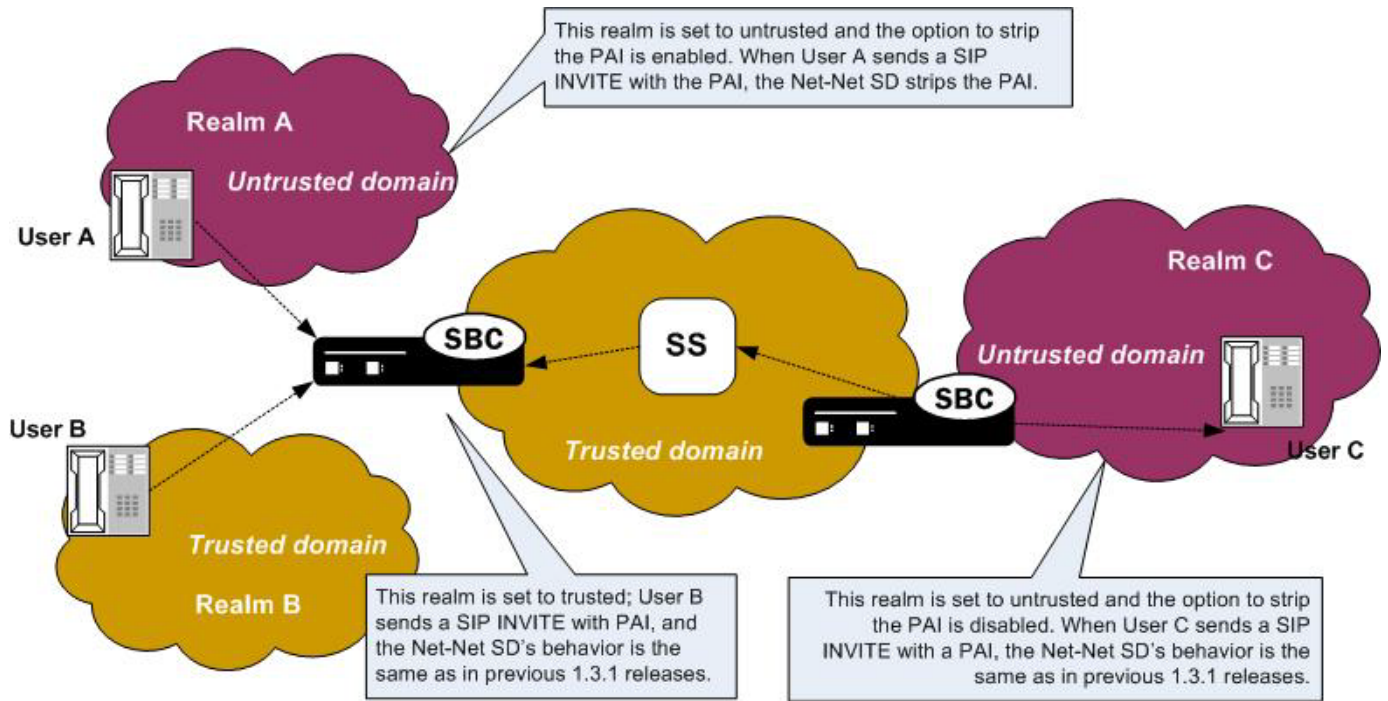 This realm is set to untrusted and the option to strip
the PAI is enabled. When User A sends a SIP
INVITE with the PAI, the Net-Net SD strips the PAI.
Realm A
Untrusted domain
User A
Realm C
Untrusted domain
User C
SBC
SS
SBC
Trusted domain
User B
Trusted domain
Realm B
This realm is set to trusted; User B
sends a SIP INVITE with PAI, and
the Net-Net SD's behavior is the
same as in previous 1.3.1 releases.
This realm is set to untrusted and the option to strip
the PAI is disabled. When User C sends a SIP
INVITE with a PAI, the Net-Net SD's behavior is the
same as in previous 1.3.1 releases.